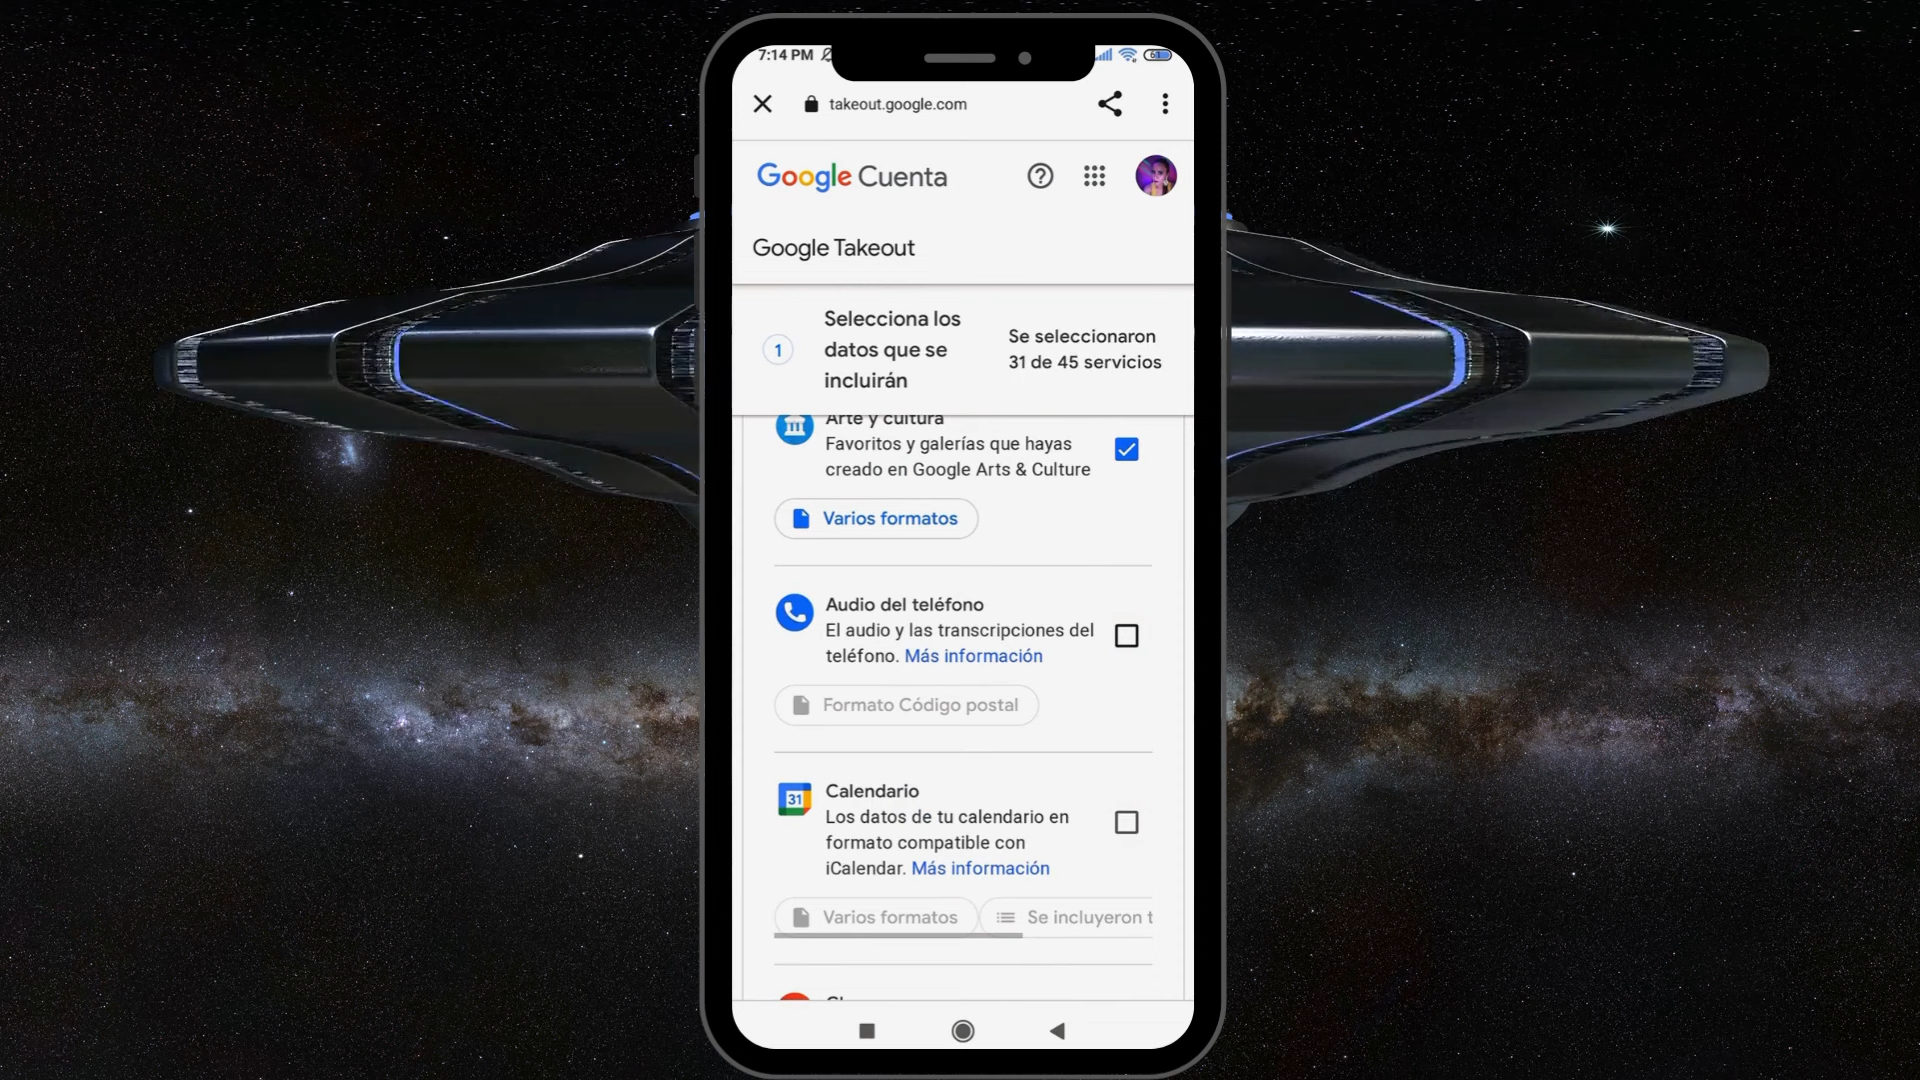 7:14 PM
takeout.google.com
Google Cuenta
Google Takeout
1
Selecciona los
datos que se
incluirán
Se seleccionaron
31 de 45 servicios
Arte y cultura
Favoritos y galerías que hayas
creado en Google Arts & Culture
Varios formatos
Audio del teléfono
El audio y las transcripciones del
teléfono. Más información
Formato Código postal
31
Calendario
Los datos de tu calendario en
formato compatible con
iCalendar. Más información
Varios formatos
Se incluyeron t